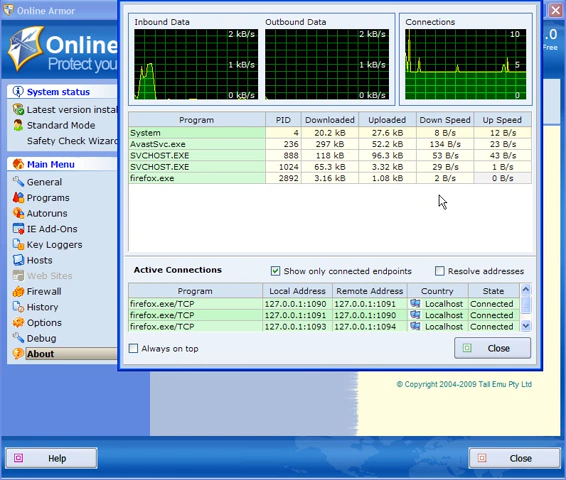 Online Armor
Online
Protect you
.0
Free
System status
Latest version instal
Standard Mode
Safety Check Wizard
Main Menu
General
Programs
Autoruns
IE Add-Ons
Key Loggers
Hosts
Web Sites
Firewall
History
Options
Debug
About
Inbound Data
2 kB/s
1 kB/s
0 kB/s
Outbound Data
2 kB/s
1 kB/s
0 kB/s
Connections
10
5
0
Program PID Downloaded Uploaded Down Speed Up Speed
System 4 20.2 kB 27.6 kB 8 B/s 12 B/s
AvastSvc.exe 236 297 kB 52.2 kB 134 B/s 23 B/s
SVCHOST.EXE 888 118 kB 96.3 kB 53 B/s 43 B/s
SVCHOST.EXE 1024 65.3 kB 3.32 kB 29 B/s 1 B/s
firefox.exe 2892 3.16 kB 1.08 kB 2 B/s 0 B/s
Active Connections Show only connected endpoints Resolve addresses
Program Local Address Remote Address Country State
firefox.exe/TCP 127.0.0.1:1090 127.0.0.1:1091 Localhost Connected
firefox.exe/TCP 127.0.0.1:1091 127.0.0.1:1090 Localhost Connected
firefox.exe/TCP 127.0.0.1:1093 127.0.0.1:1094 Localhost Connected
Always on top Close
© Copyright 2004-2009 Tall Emu Pty Ltd
Help Close